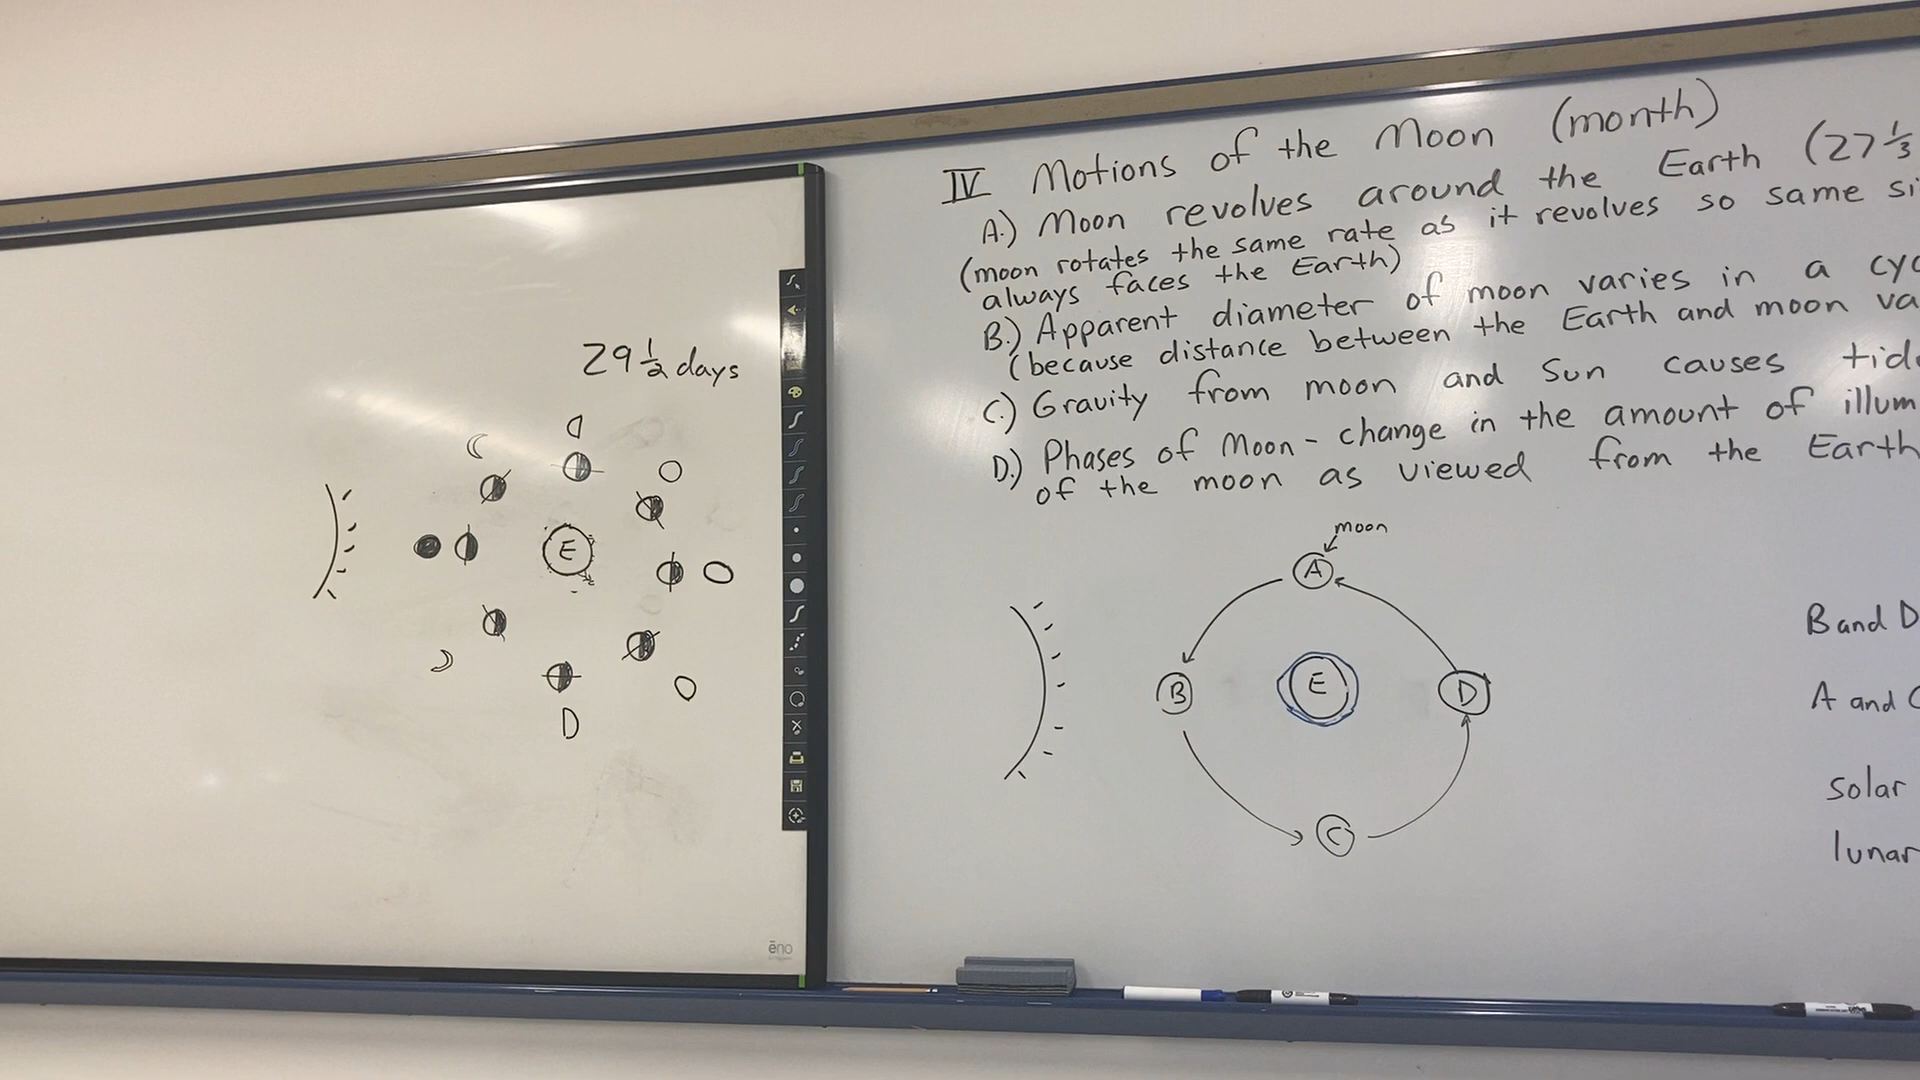 29 ½ days
E
D
ēno
IV Motions of the Moon (month)
A.) Moon revolves around the Earth (27 ⅓
(moon rotates the same rate as it revolves so same si
always faces the Earth)
B.) Apparent diameter of moon varies in a cyc
(because distance between the Earth and moon va
C.) Gravity from moon and Sun causes tide
D.) Phases of Moon - change in the amount of illum
of the moon as viewed from the Earth
moon
A
B
E
D
C
B and D
A and C
solar
lunar